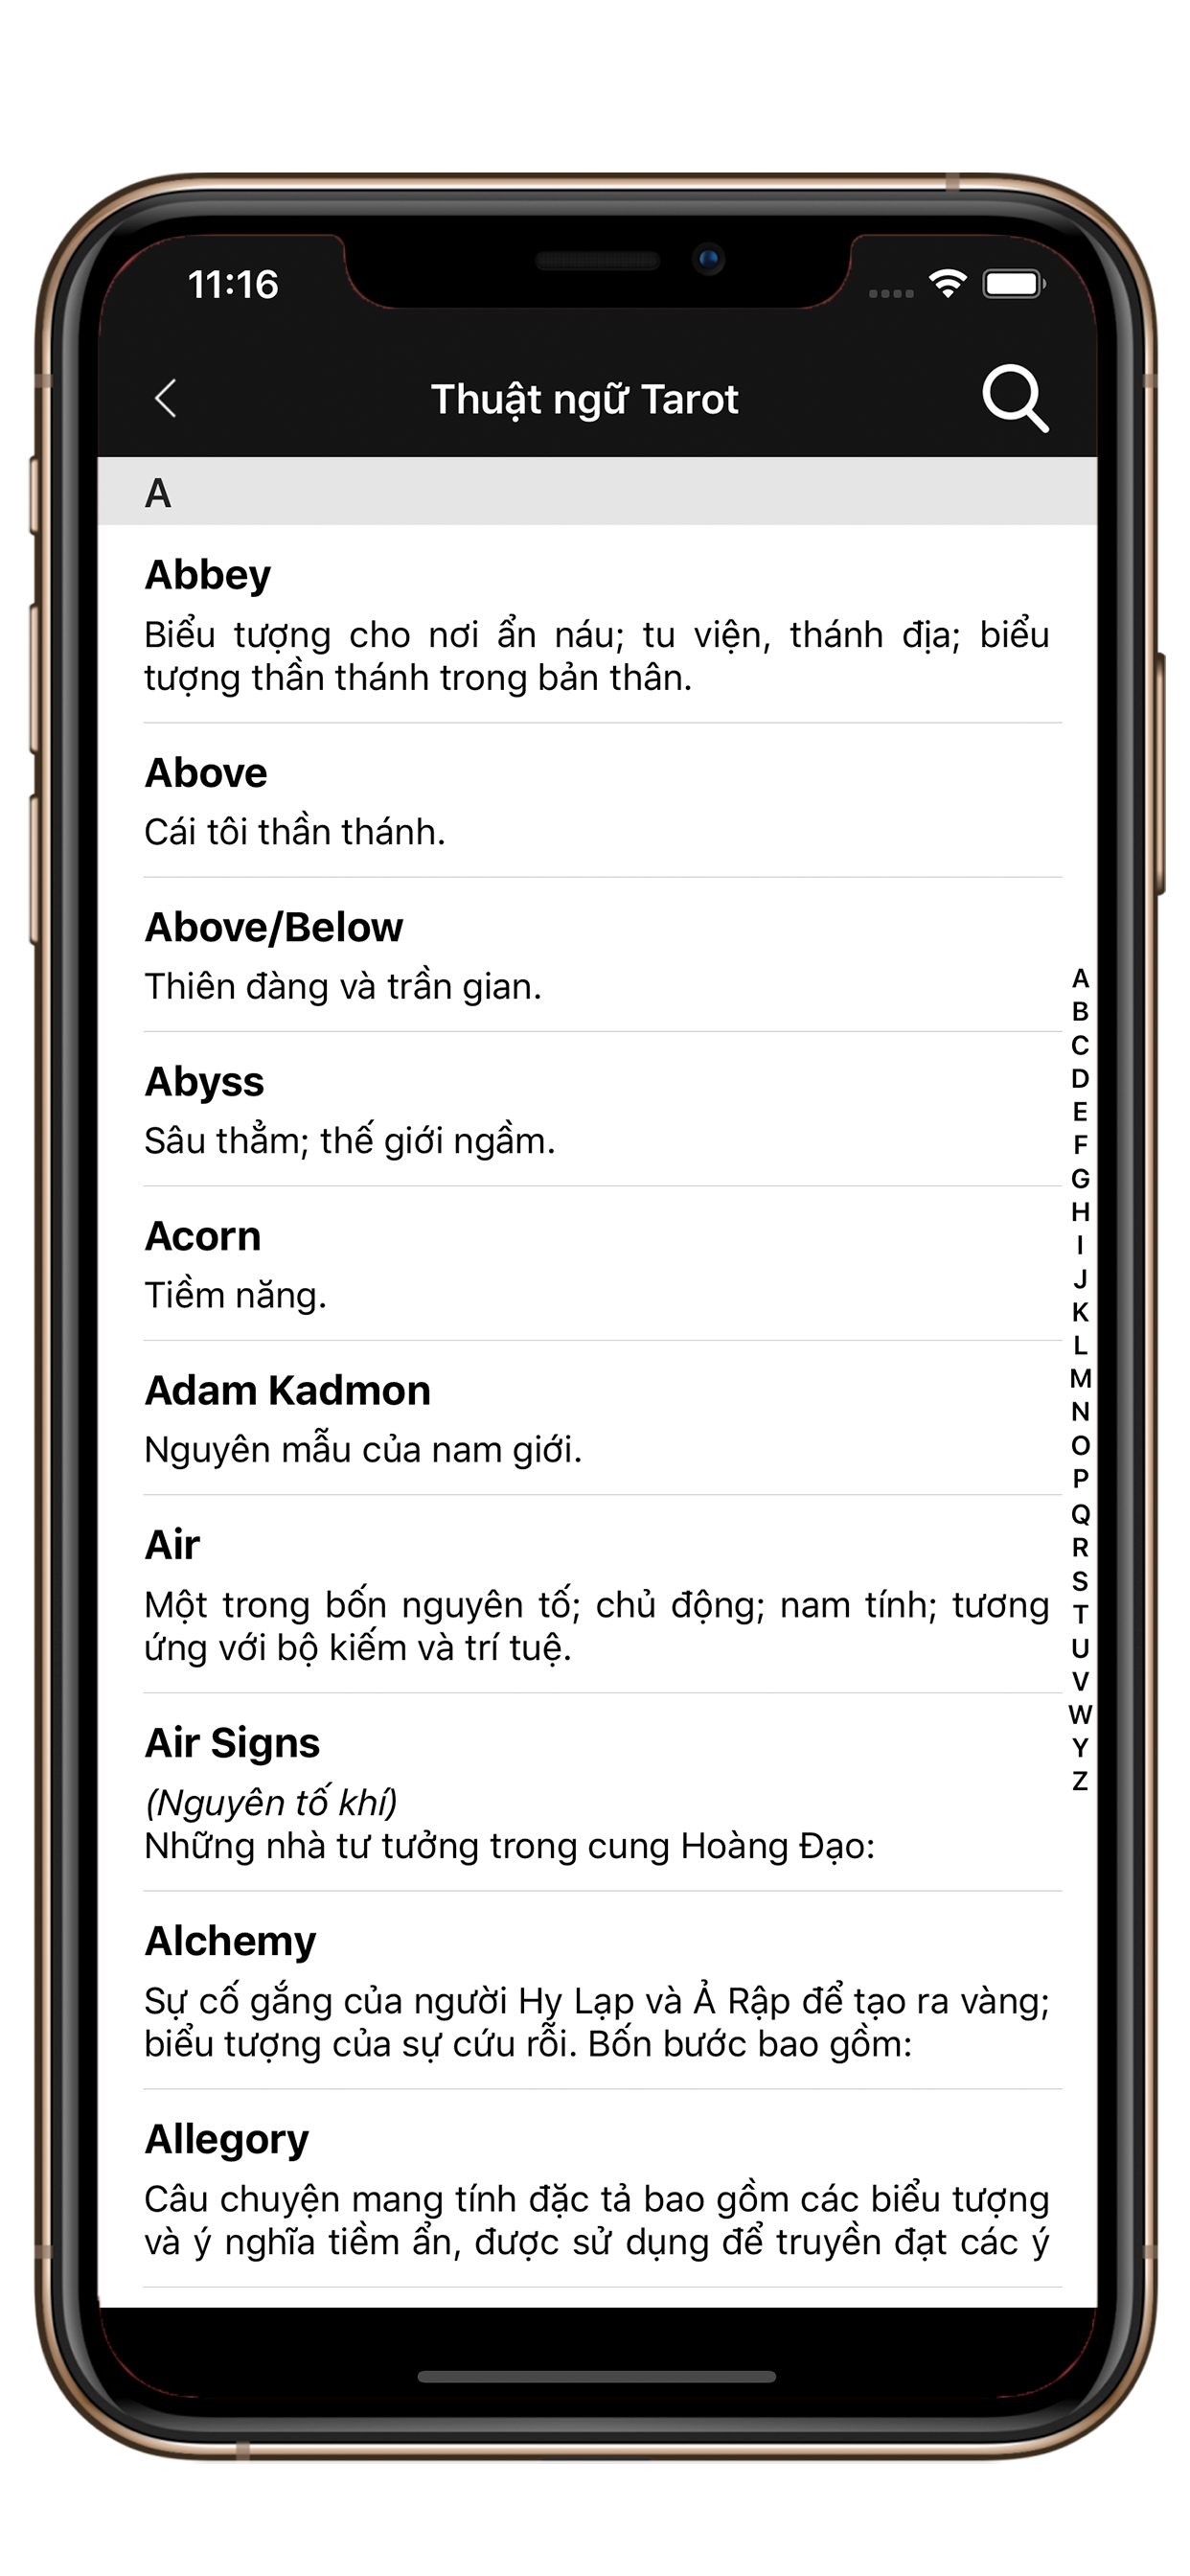 11:16
Thuật ngữ Tarot
A
Abbey
Biểu tượng cho nơi ẩn náu; tu viện, thánh địa; biểu
tượng thần thánh trong bản thân.
Above
Cái tôi thần thánh.
Above/Below
Thiên đàng và trần gian.
Abyss
Sâu thẳm; thế giới ngầm.
Acorn
Tiềm năng.
Adam Kadmon
Nguyên mẫu của nam giới.
Air
Một trong bốn nguyên tố; chủ động; nam tính; tương
ứng với bộ kiếm và trí tuệ.
Air Signs
(Nguyên tố khí)
Những nhà tư tưởng trong cung Hoàng Đạo:
Alchemy
Sự cố gắng của người Hy Lạp và Ả Rập để tạo ra vàng;
biểu tượng của sự cứu rỗi. Bốn bước bao gồm:
Allegory
Câu chuyện mang tính đặc tả bao gồm các biểu tượng
và ý nghĩa tiềm ẩn, được sử dụng để truyền đạt các ý
A
B
C
D
E
F
G
H
I
J
K
L
M
N
O
P
Q
R
S
T
U
V
W
Y
Z